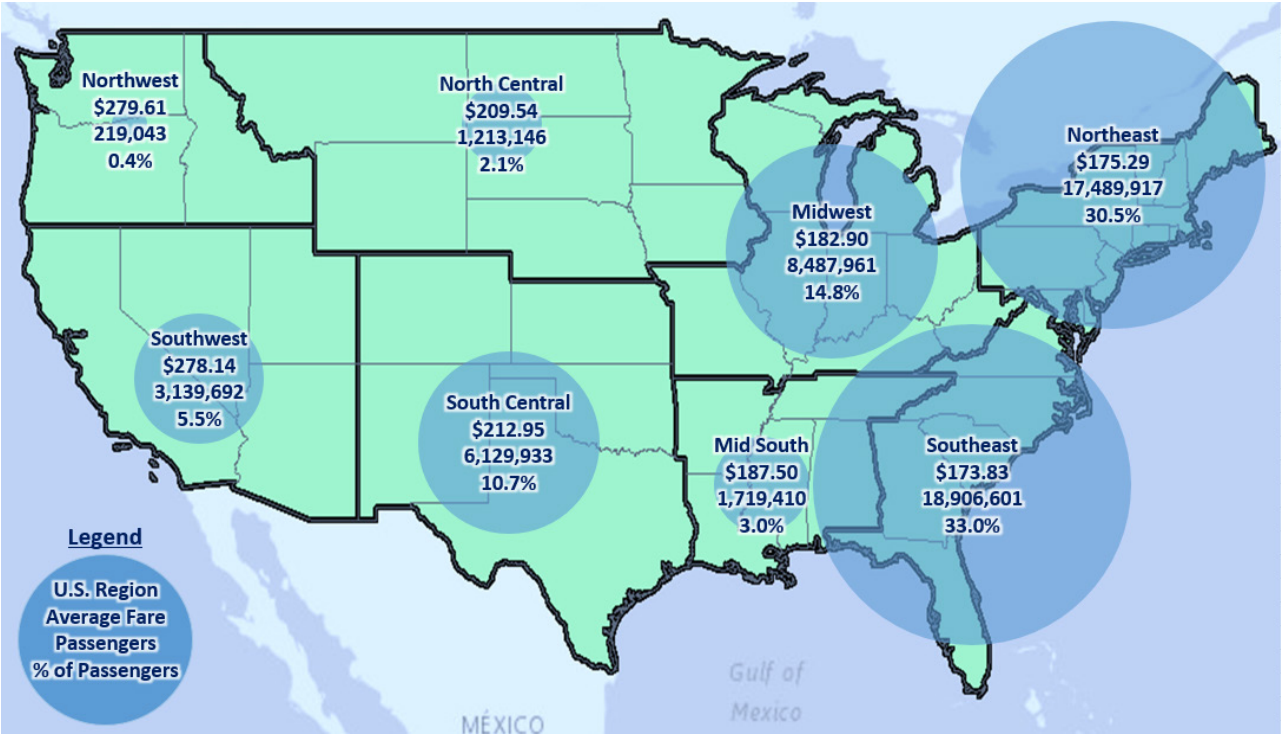 Northwest
$279.61
219,043
0.4%
North Central
$209.54
1,213,146
2.1%
Northeast
$175.29
17,489,917
30.5%
Midwest
$182.90
8,487,961
14.8%
Southwest
$278.14
3,139,692
5.5%
South Central
$212.95
6,129,933
10.7%
Mid South
$187.50
1,719,410
3.0%
Southeast
$173.83
18,906,601
33.0%
Legend
U.S. Region
Average Fare
Passengers
% of Passengers
Gulf of
Mexico
MÉXICO